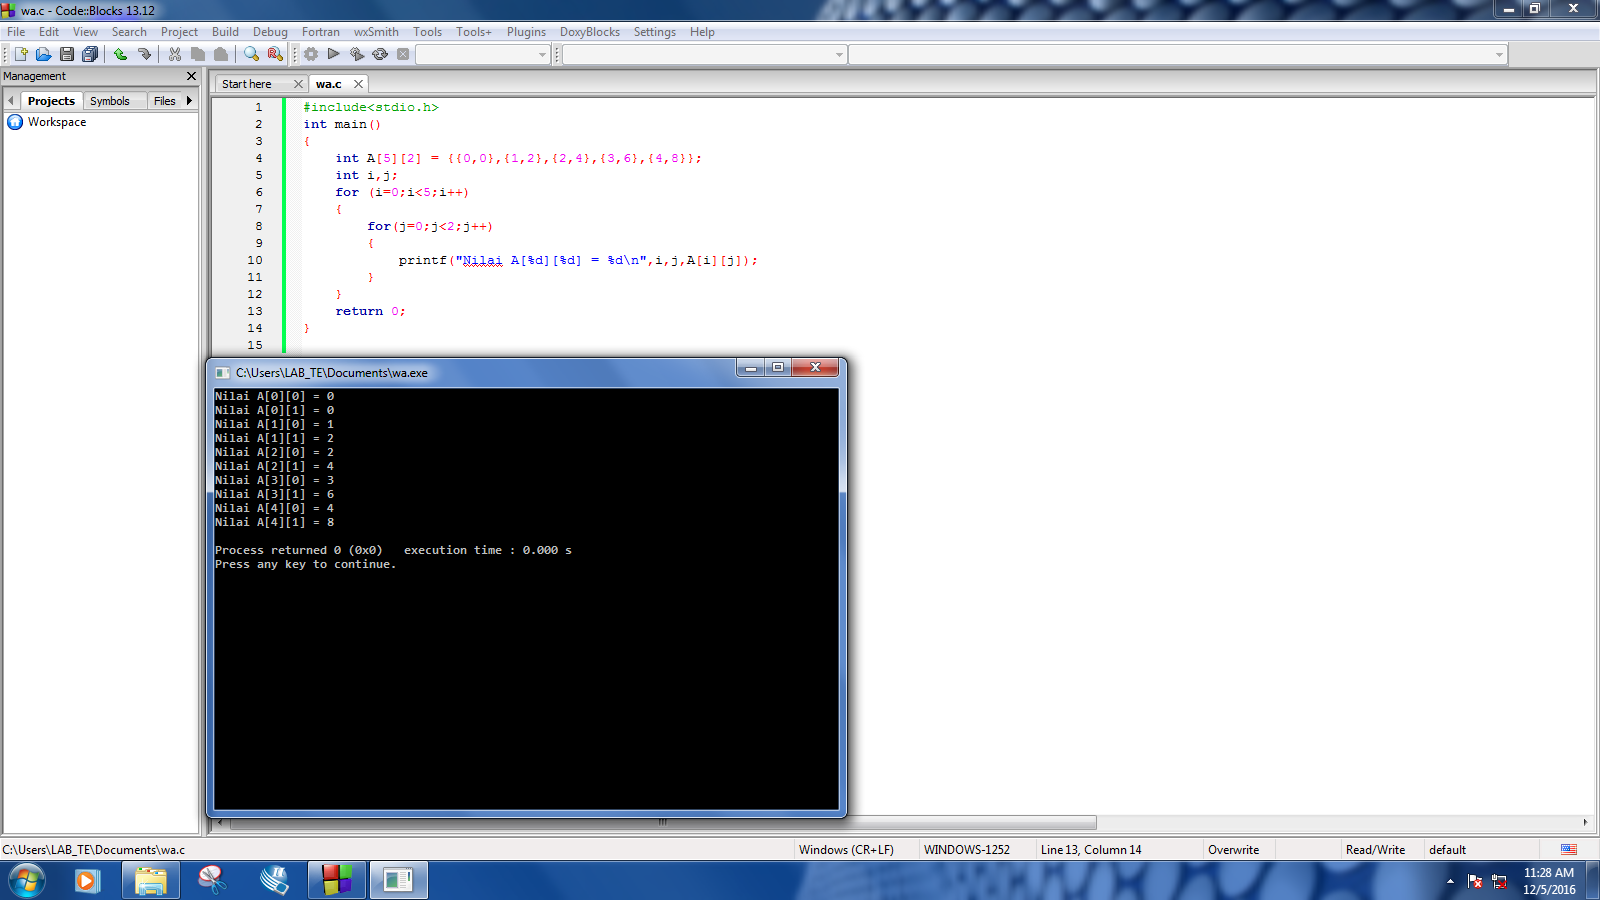 wa.c - Code::Blocks 13.12
File Edit View Search Project Build Debug Fortran wxSmith Tools Tools+ Plugins DoxyBlocks Settings Help
Management
Start here wa.c
Projects Symbols Files
Workspace
1 #include<stdio.h>
2 int main()
3 {
4 int A[5][2] = {{0,0},{1,2},{2,4},{3,6},{4,8}};
5 int i,j;
6 for (i=0;i<5;i++)
7 {
8 for(j=0;j<2;j++)
9 {
10 printf("Nilai A[%d][%d] = %d\n",i,j,A[i][j]);
11 }
12 }
13 return 0;
14 }
15
C:\Users\LAB_TE\Documents\wa.exe
Nilai A[0][0] = 0
Nilai A[0][1] = 0
Nilai A[1][0] = 1
Nilai A[1][1] = 2
Nilai A[2][0] = 2
Nilai A[2][1] = 4
Nilai A[3][0] = 3
Nilai A[3][1] = 6
Nilai A[4][0] = 4
Nilai A[4][1] = 8
Process returned 0 (0x0) execution time : 0.000 s
Press any key to continue.
C:\Users\LAB_TE\Documents\wa.c Windows (CR+LF) WINDOWS-1252 Line 13, Column 14 Overwrite Read/Write default
11:28 AM
12/5/2016